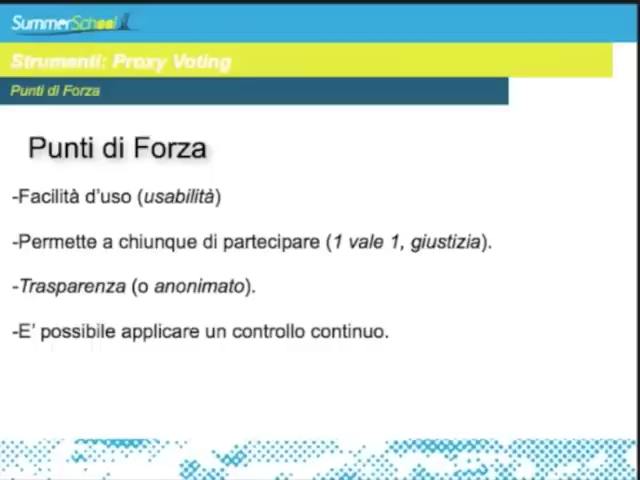 SummerSchool
Strumenti: Proxy Voting
Punti di Forza
Punti di Forza
-Facilità d'uso (usabilità)
-Permette a chiunque di partecipare (1 vale 1, giustizia).
-Trasparenza (o anonimato).
-E' possibile applicare un controllo continuo.